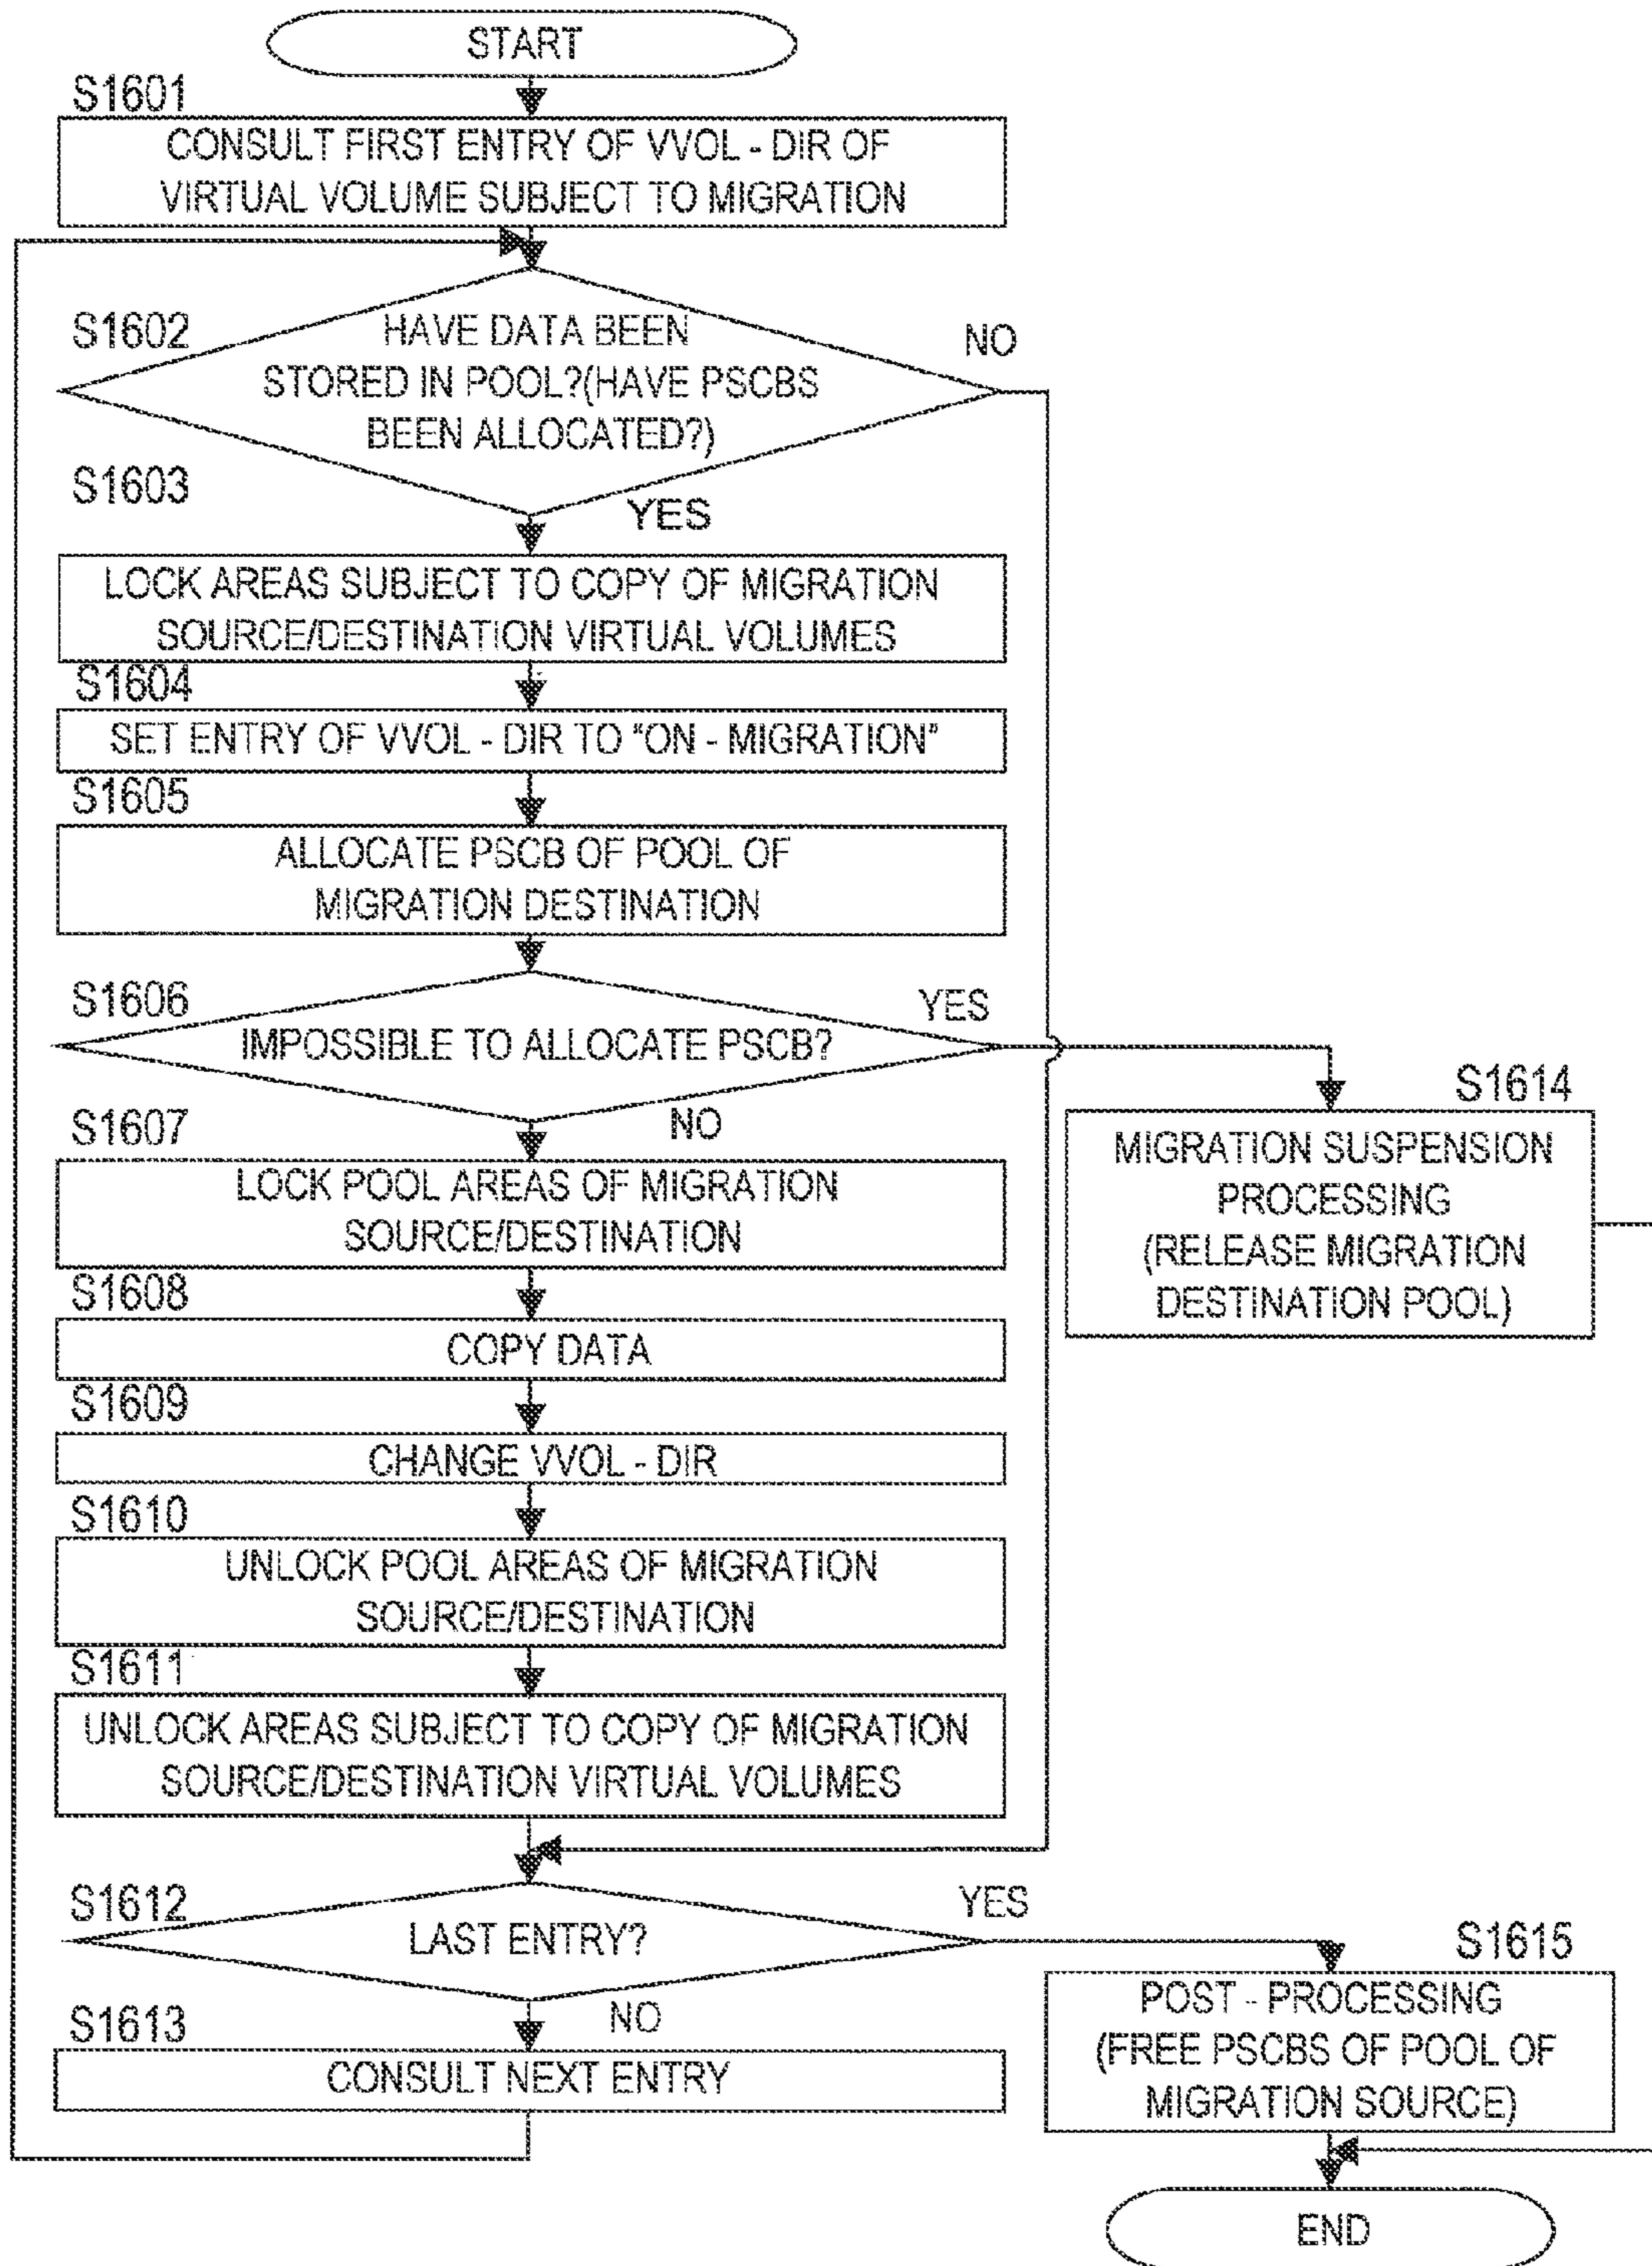 START
S1601
CONSULT FIRST ENTRY OF VVOL - DIR OF
VIRTUAL VOLUME SUBJECT TO MIGRATION
S1602
HAVE DATA BEEN
STORED IN POOL?(HAVE PSCBS
BEEN ALLOCATED?)
NO
S1603
YES
LOCK AREAS SUBJECT TO COPY OF MIGRATION
SOURCE/DESTINATION VIRTUAL VOLUMES
S1604
SET ENTRY OF VVOL - DIR TO "ON - MIGRATION"
S1605
ALLOCATE PSCB OF POOL OF
MIGRATION DESTINATION
S1606
IMPOSSIBLE TO ALLOCATE PSCB?
YES
NO
S1614
MIGRATION SUSPENSION
PROCESSING
(RELEASE MIGRATION
DESTINATION POOL)
S1607
LOCK POOL AREAS OF MIGRATION
SOURCE/DESTINATION
S1608
COPY DATA
S1609
CHANGE VVOL - DIR
S1610
UNLOCK POOL AREAS OF MIGRATION
SOURCE/DESTINATION
S1611
UNLOCK AREAS SUBJECT TO COPY OF MIGRATION
SOURCE/DESTINATION VIRTUAL VOLUMES
S1612
LAST ENTRY?
YES
NO
S1613
CONSULT NEXT ENTRY
S1615
POST - PROCESSING
(FREE PSCBS OF POOL OF
MIGRATION SOURCE)
END